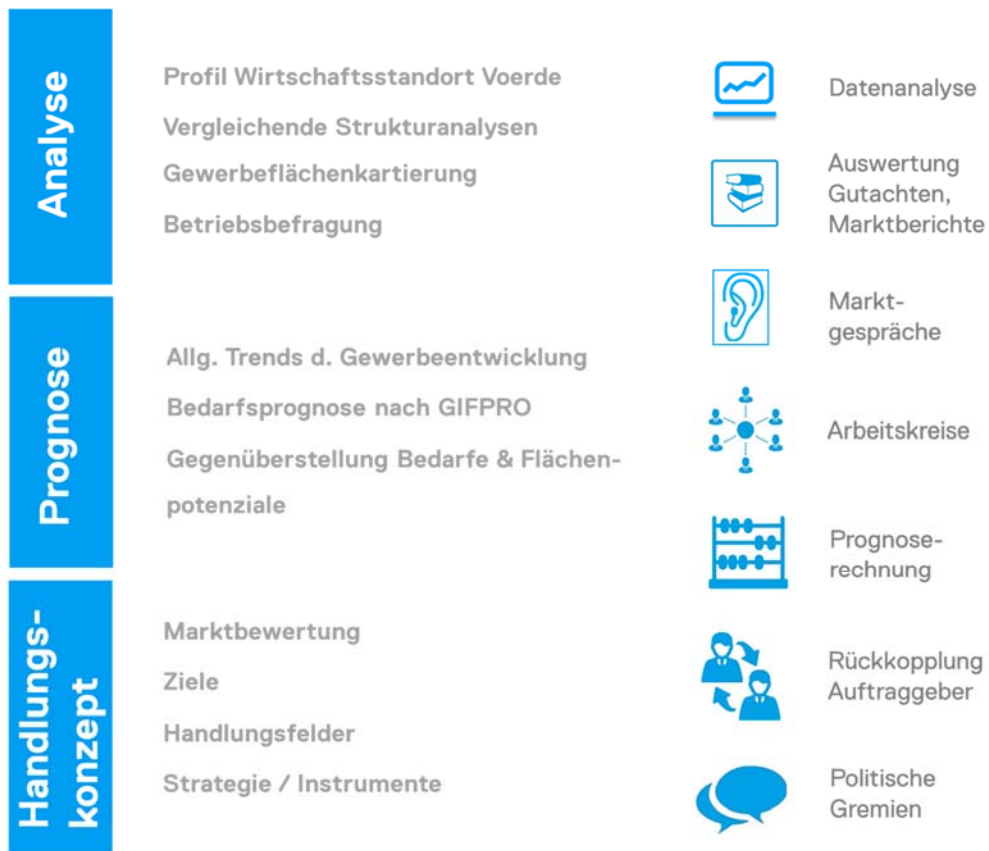 Analyse
Profil Wirtschaftsstandort Voerde
Vergleichende Strukturanalysen
Gewerbeflächenkartierung
Betriebsbefragung
Prognose
Allg. Trends d. Gewerbeentwicklung
Bedarfsprognose nach GIFPRO
Gegenüberstellung Bedarfe & Flächen-
potenziale
Handlungs-
konzept
Marktbewertung
Ziele
Handlungsfelder
Strategie / Instrumente
Datenanalyse
Auswertung
Gutachten,
Marktberichte
Markt-
gespräche
Arbeitskreise
Prognose-
rechnung
Rückkopplung
Auftraggeber
Politische
Gremien